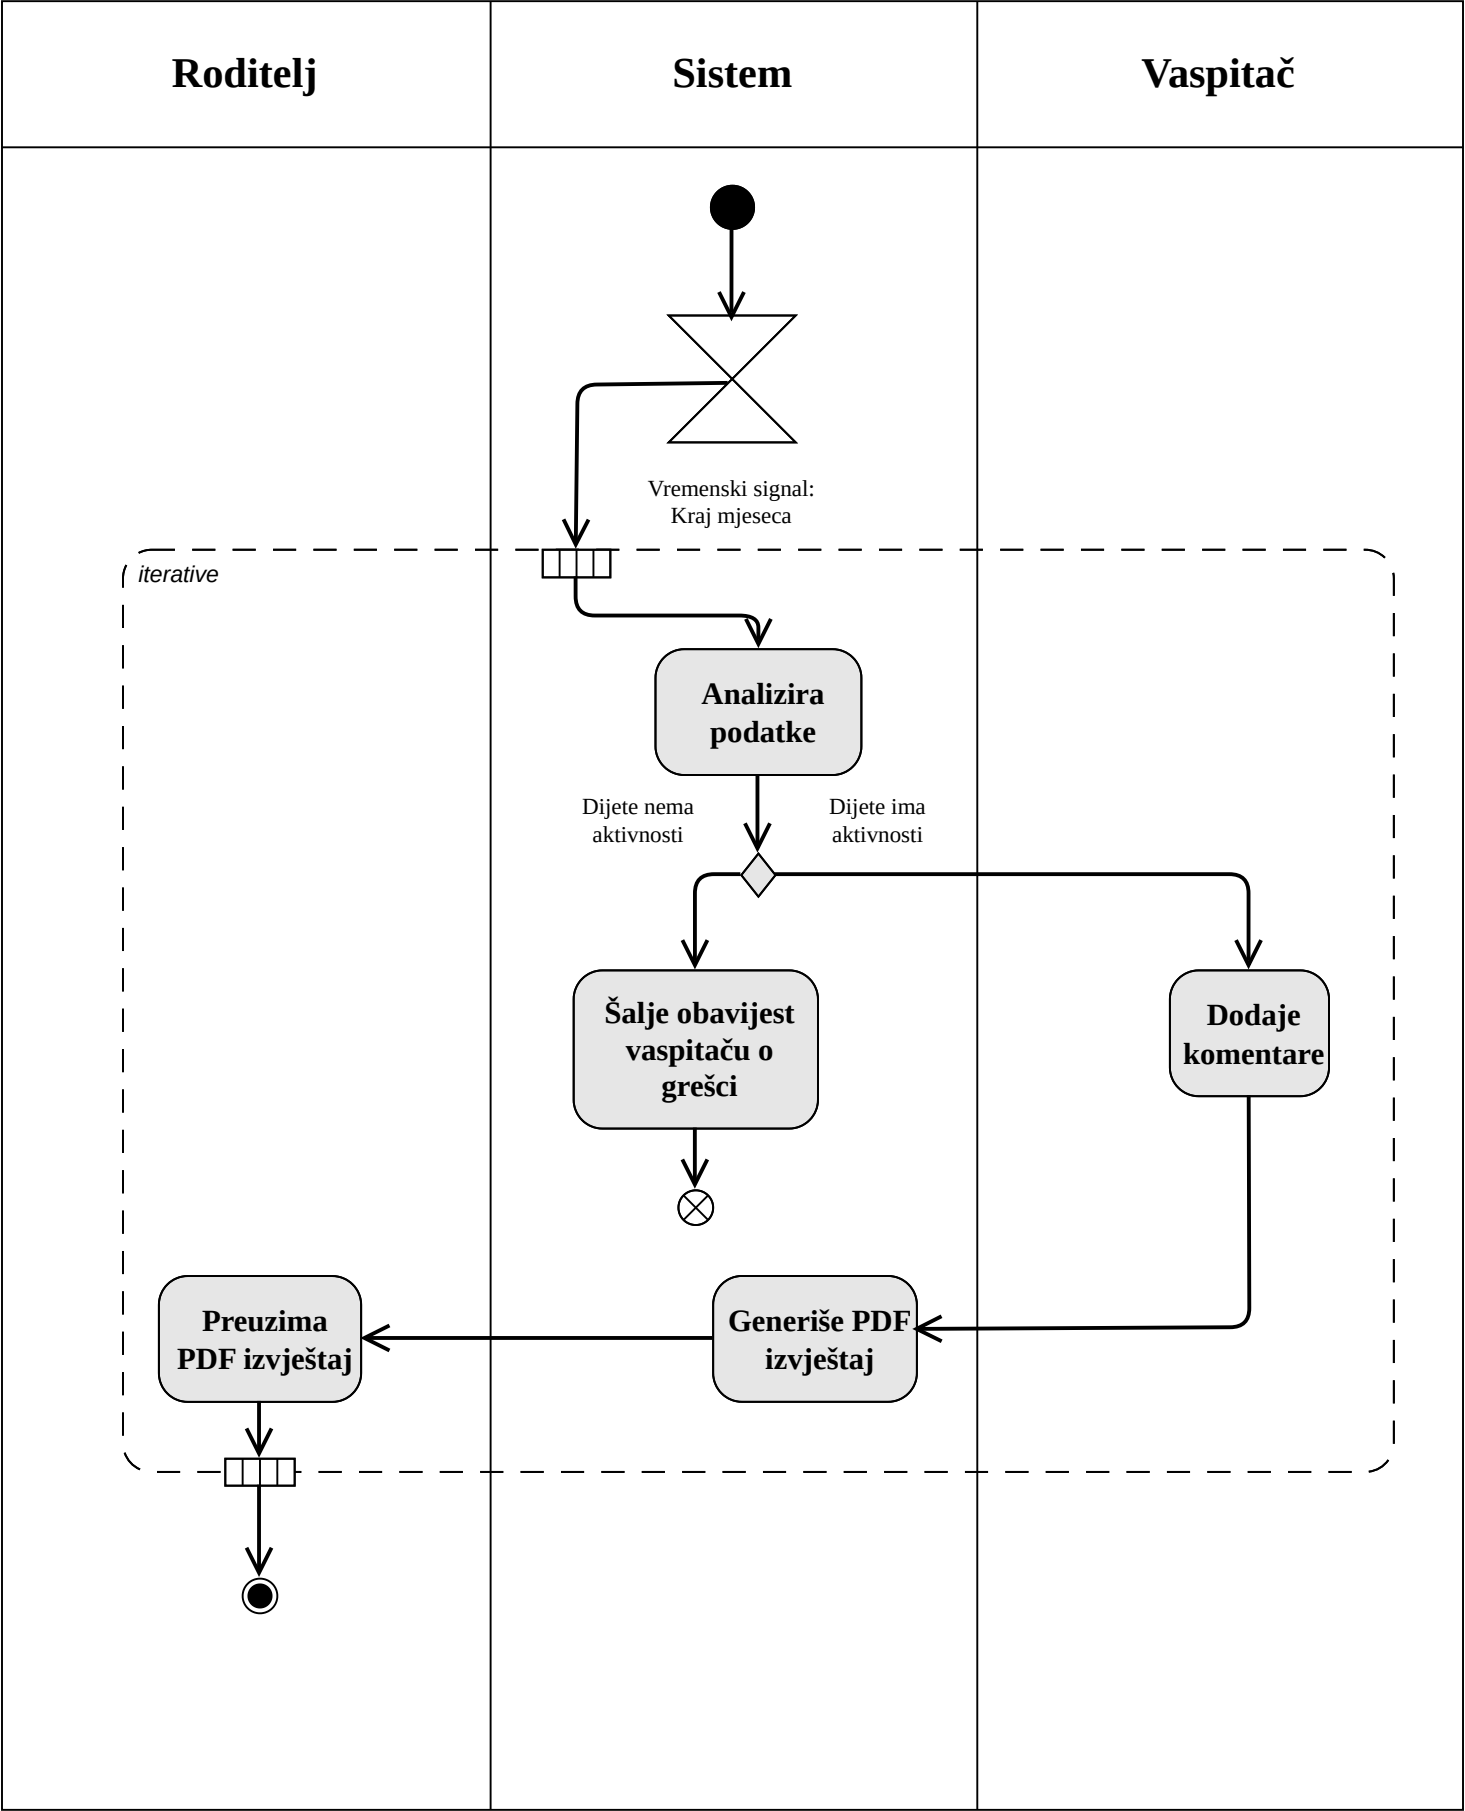 Roditelj
Sistem
Vaspitač
Vremenski signal:
Kraj mjeseca
iterative
Analizira
podatke
Dijete nema
aktivnosti
Dijete ima
aktivnosti
Šalje obavijest
vaspitaču o
grešci
Dodaje
komentare
Preuzima
PDF izvještaj
Generiše PDF
izvještaj